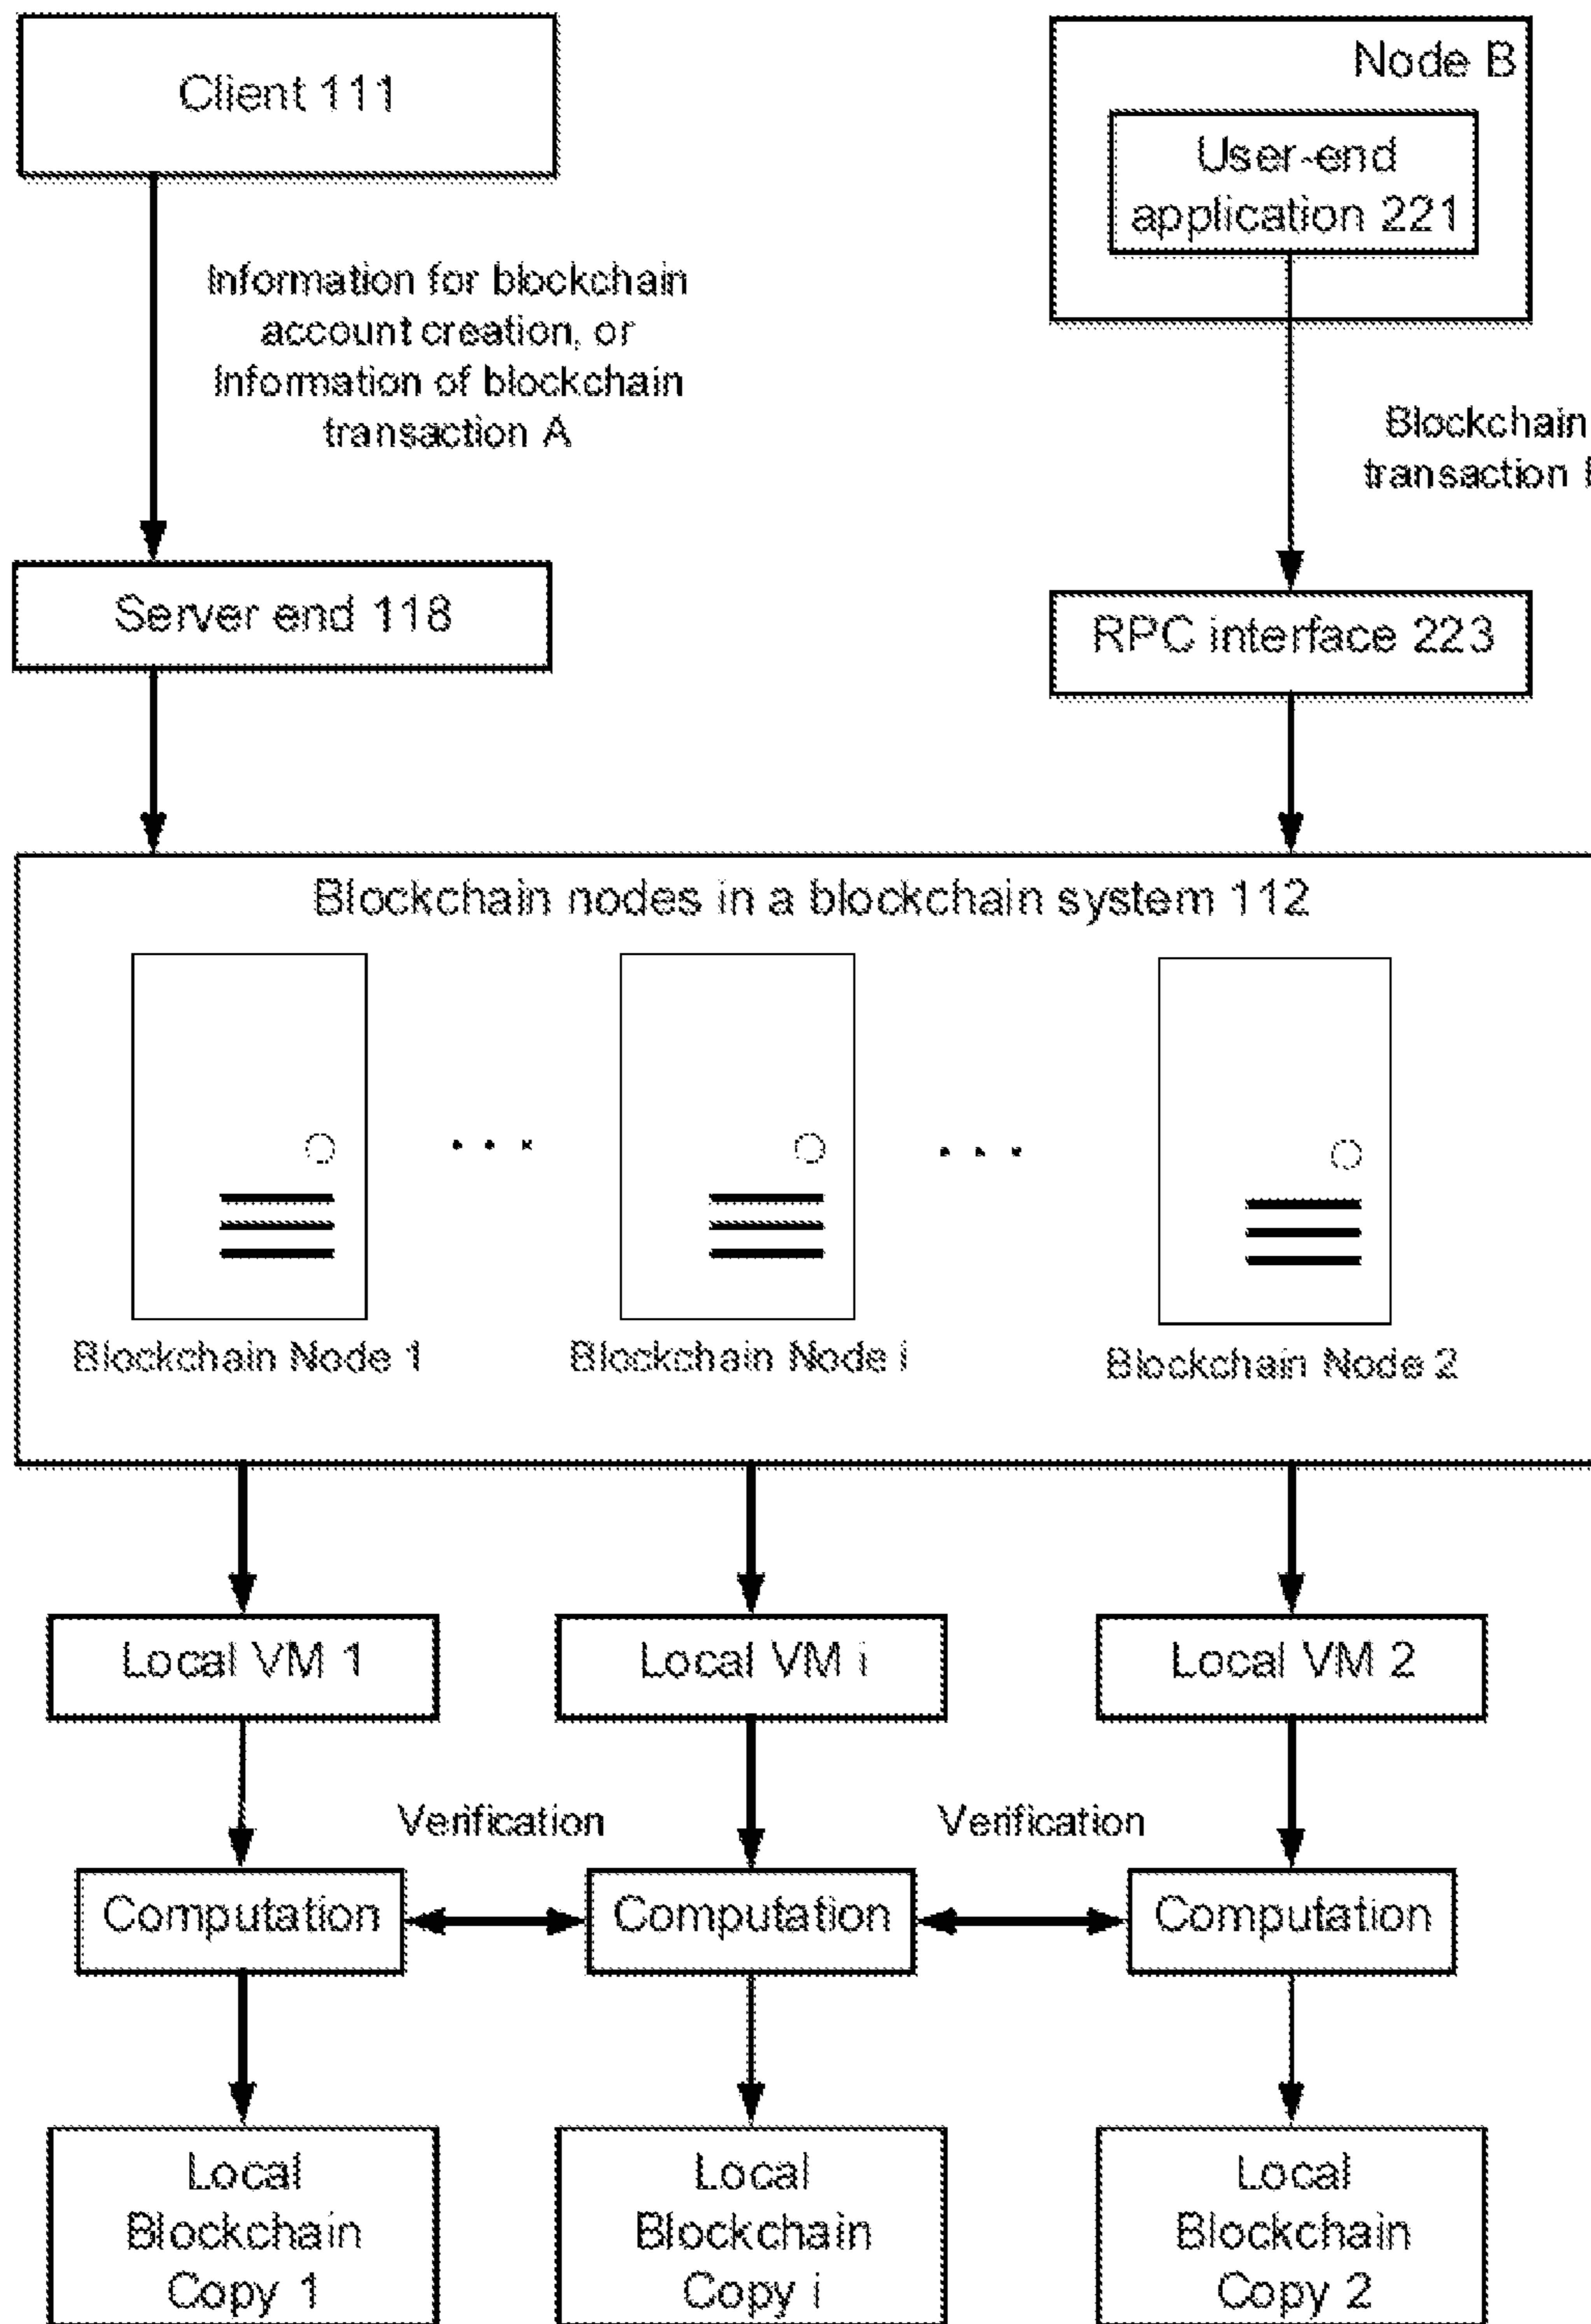 Client 111
Node B
User-end
application 221
Information for blockchain
account creation, or
Information of blockchain
transaction A
Blockchain
transaction
Server end 118
RPC interface 223
Blockchain nodes in a blockchain system 112
Blockchain Node 1
Blockchain Node i
Blockchain Node 2
Local VM 1
Local VM i
Local VM 2
Verification
Verification
Computation
Computation
Computation
Local
Blockchain
Copy 1
Local
Blockchain
Copy i
Local
Blockchain
Copy 2